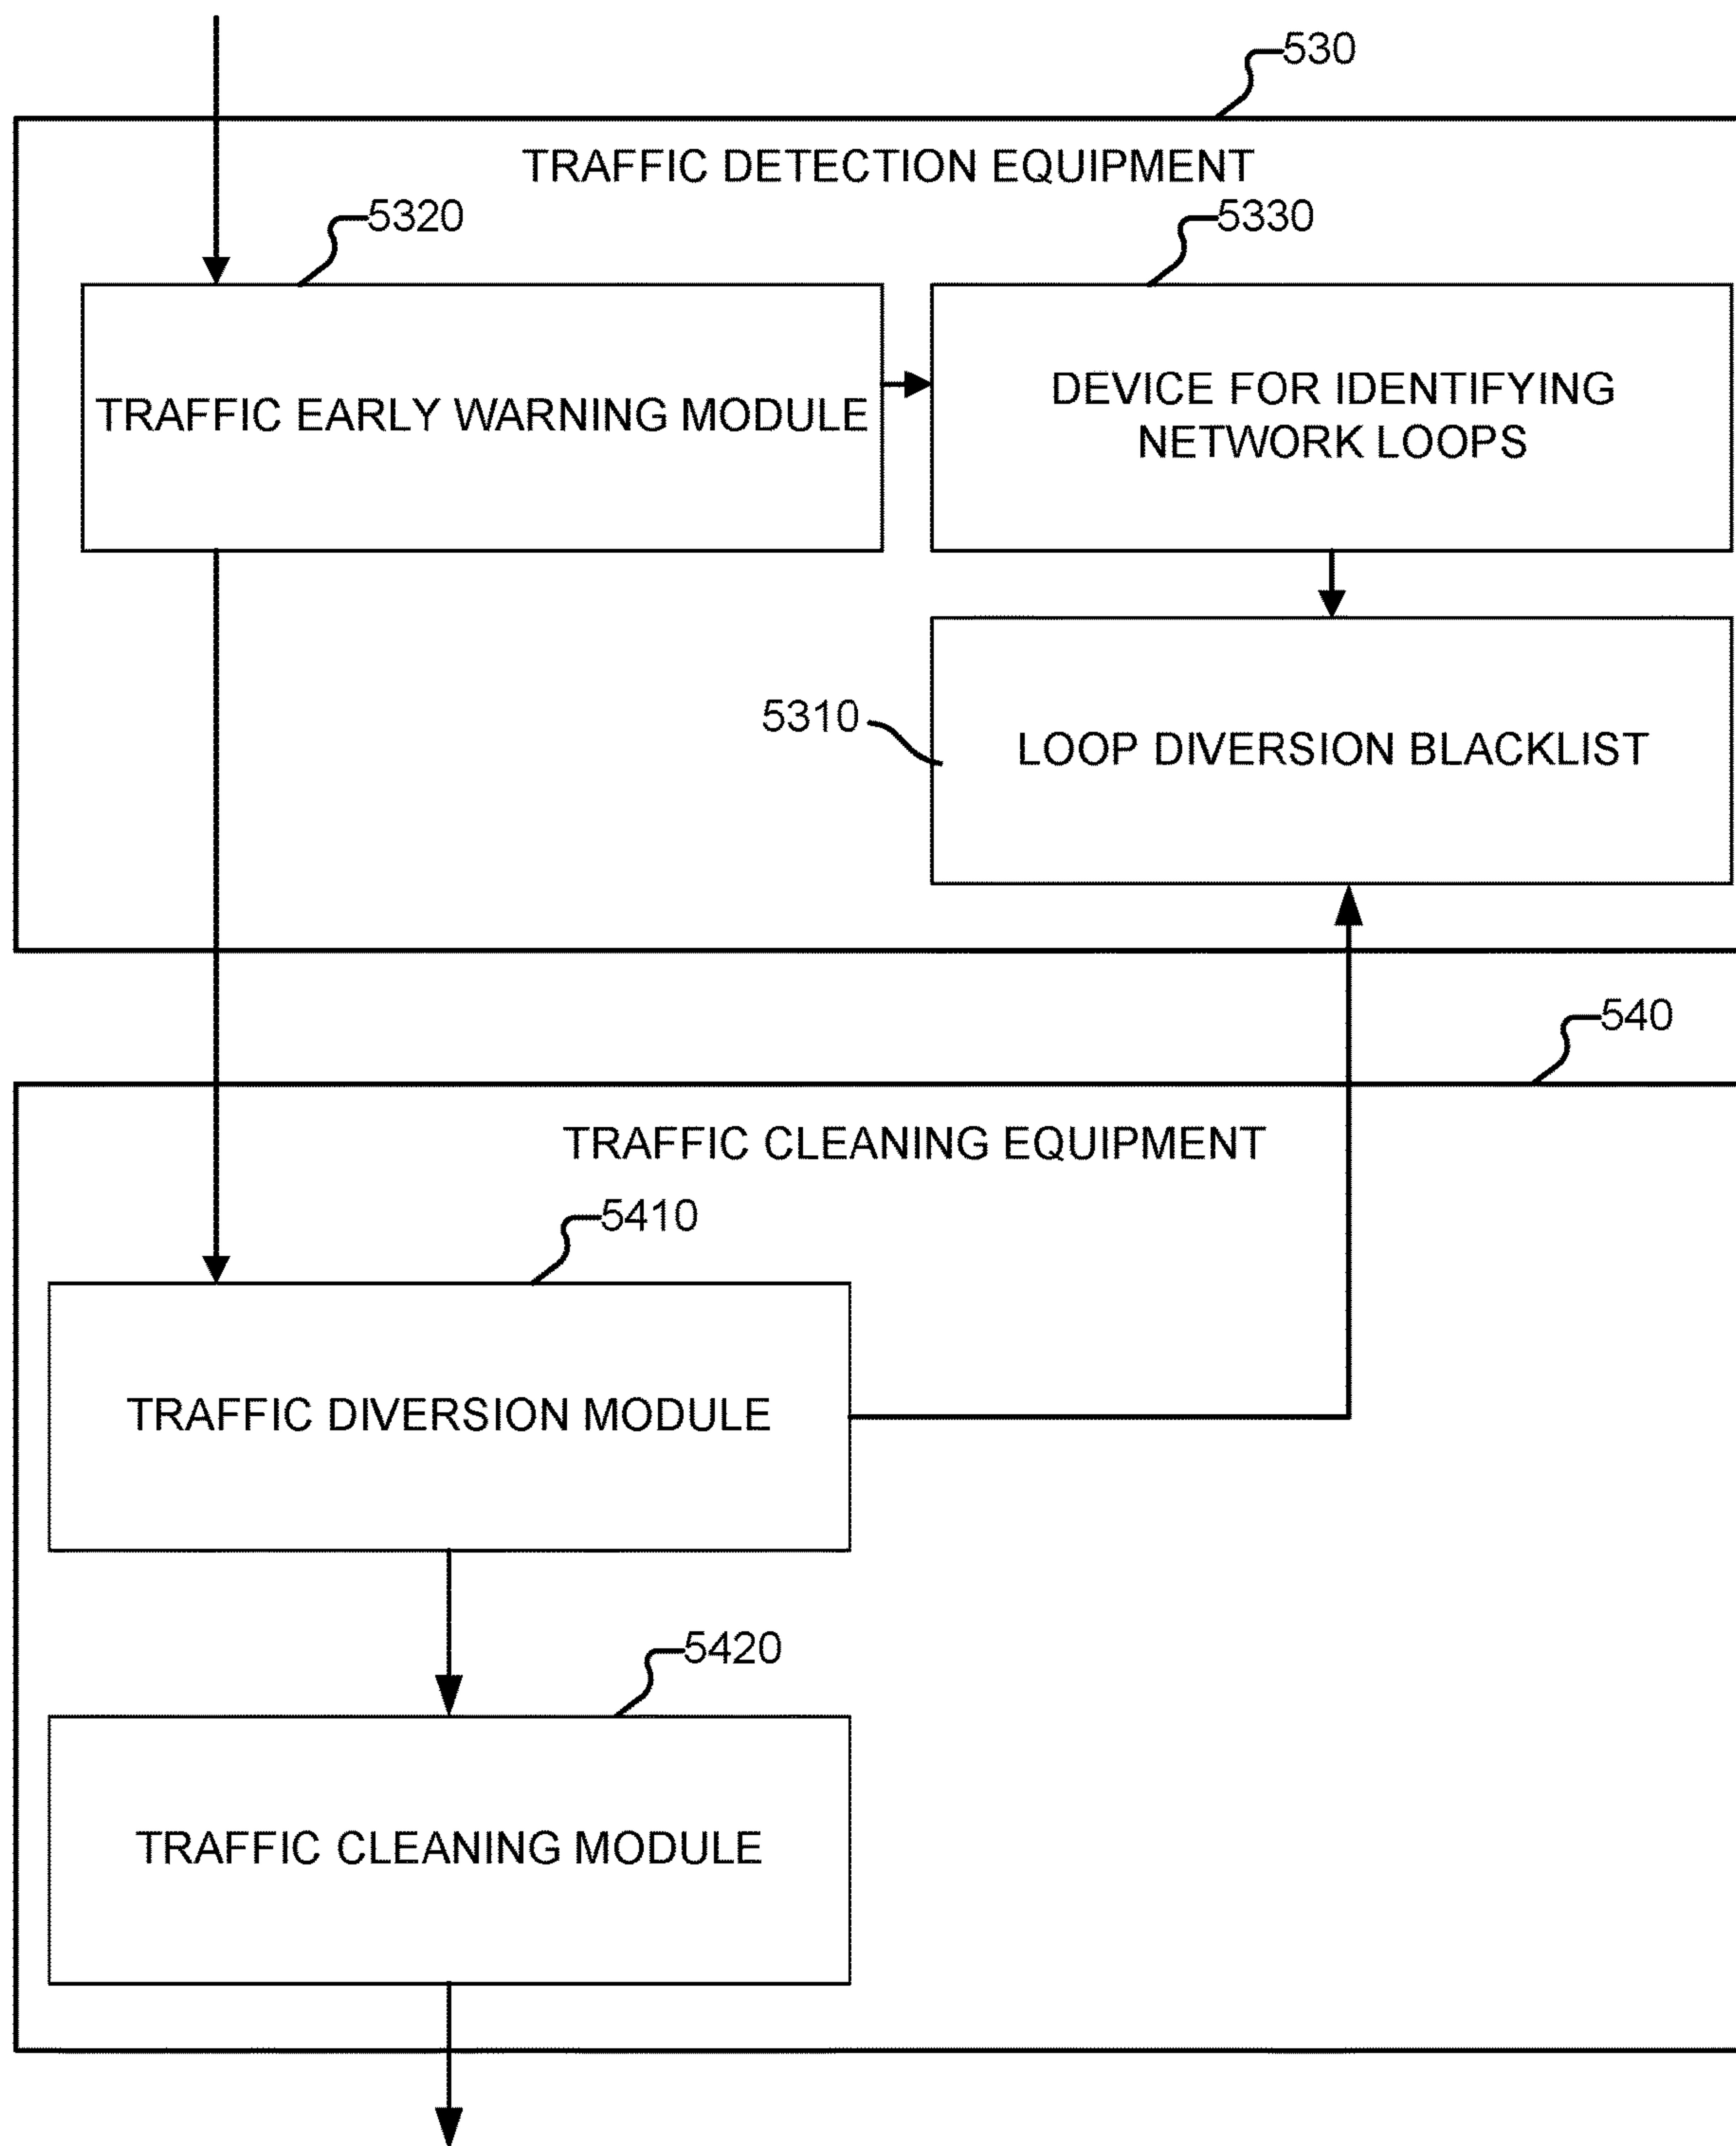 530
TRAFFIC DETECTION EQUIPMENT
5320
5330
TRAFFIC EARLY WARNING MODULE
DEVICE FOR IDENTIFYING
NETWORK LOOPS
5310
LOOP DIVERSION BLACKLIST
540
TRAFFIC CLEANING EQUIPMENT
5410
TRAFFIC DIVERSION MODULE
5420
TRAFFIC CLEANING MODULE